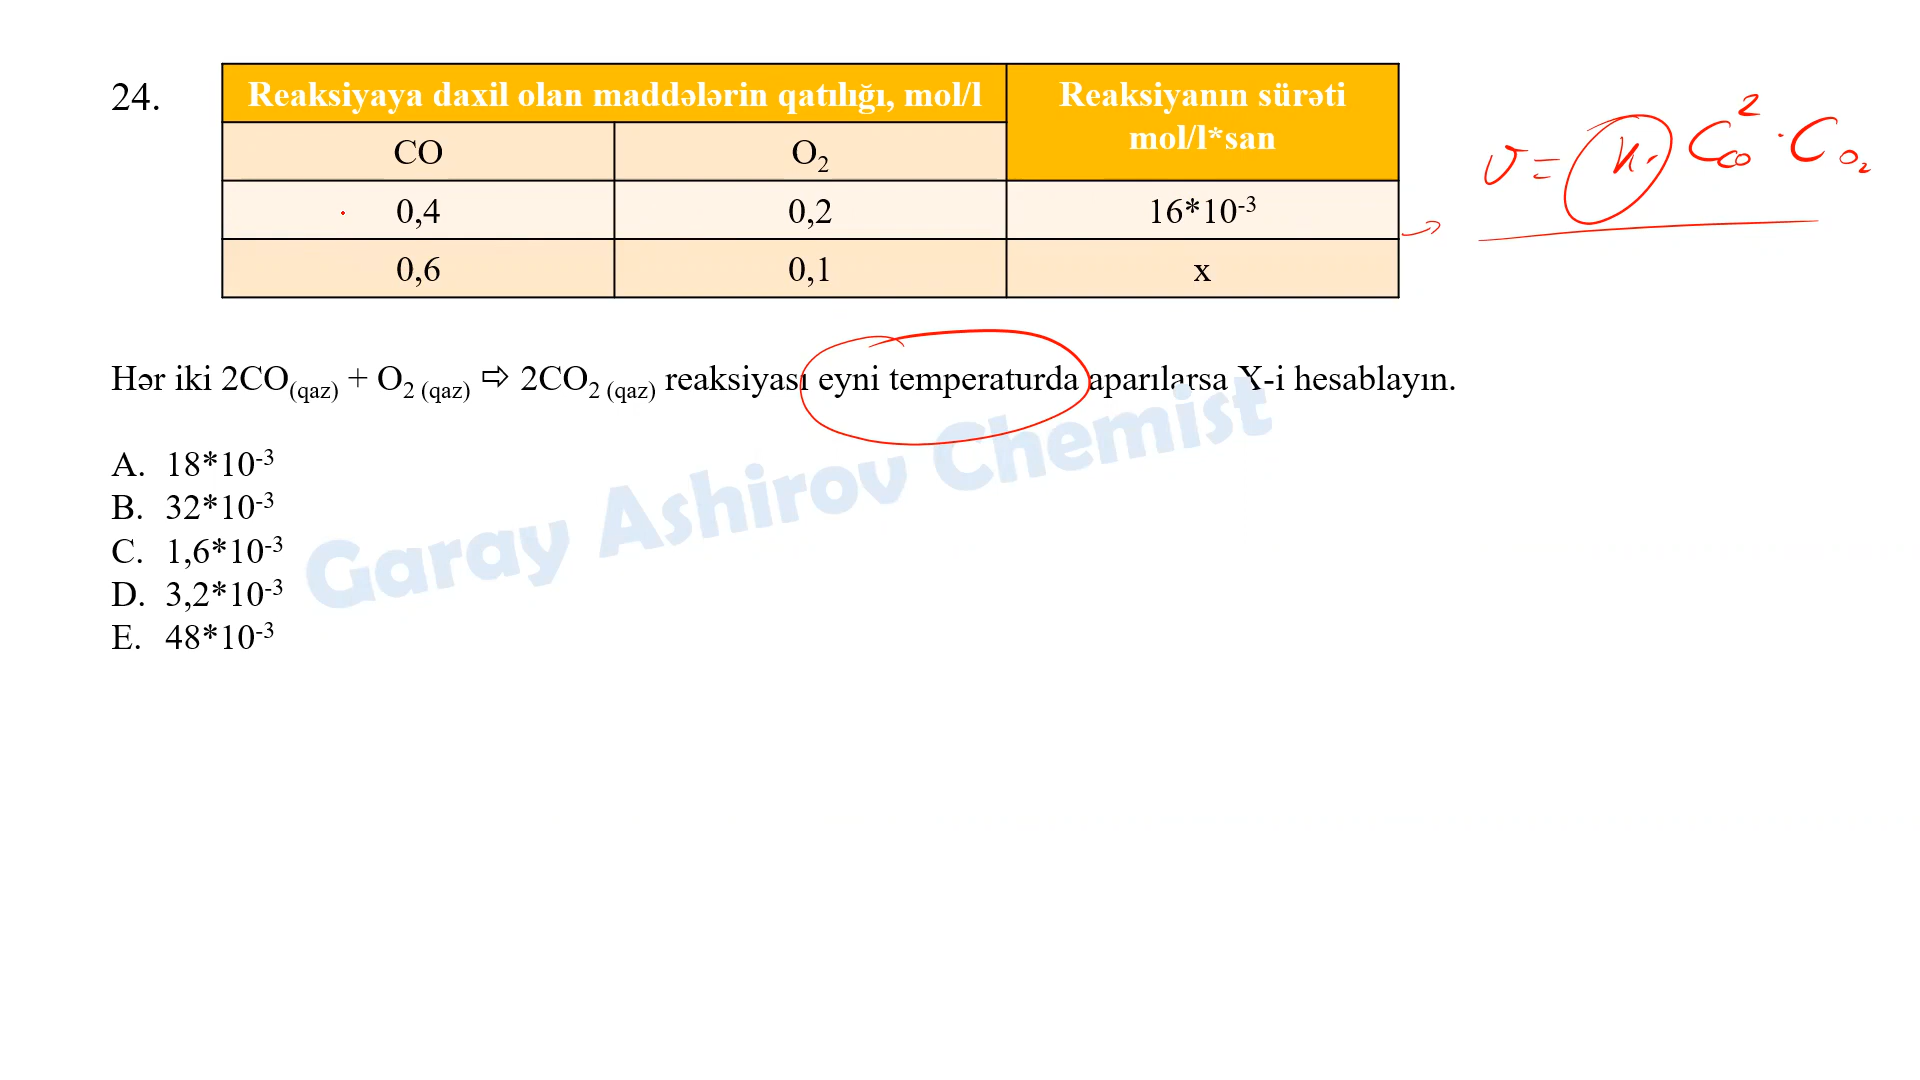 24.
Reaksiyaya daxil olan maddələrin qatılığı, mol/l
Reaksiyanın sürəti
mol/l*san
CO
O₂
0,4
0,2
16*10⁻³
0,6
0,1
x
υ = k · C²co · C o₂
Hər iki 2CO(qaz) + O₂ (qaz) ⇨ 2CO₂ (qaz) reaksiyası eyni temperaturda aparılarsa X-i hesablayın.
A. 18*10⁻³
B. 32*10⁻³
C. 1,6*10⁻³
D. 3,2*10⁻³
E. 48*10⁻³
Garay Ashirov Chemist